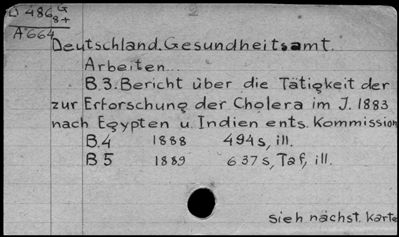 D 486 G
8+
A 664
Deutschland. Gesundheitsamt.
Arbeiten...
B.3. Bericht über die Tätigkeit der
zur Erforschung der Cholera im J. 1883
nach Egypten u. Indien ents. Kommission
B.4 1888 494 s, ill.
B 5 1889 637 s, Taf, ill.
sieh nächst. Karte